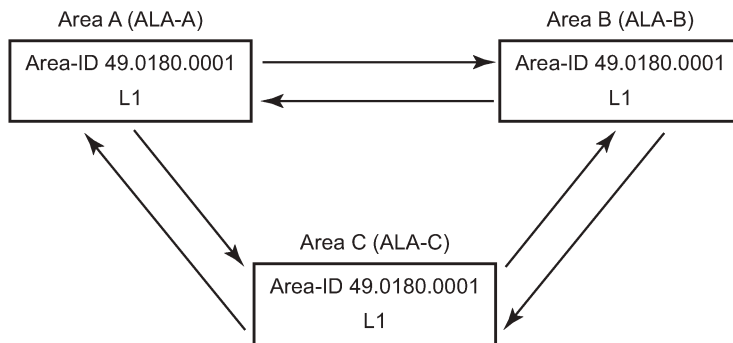 Area A (ALA-A)
Area-ID 49.0180.0001
L1
Area B (ALA-B)
Area-ID 49.0180.0001
L1
Area C (ALA-C)
Area-ID 49.0180.0001
L1